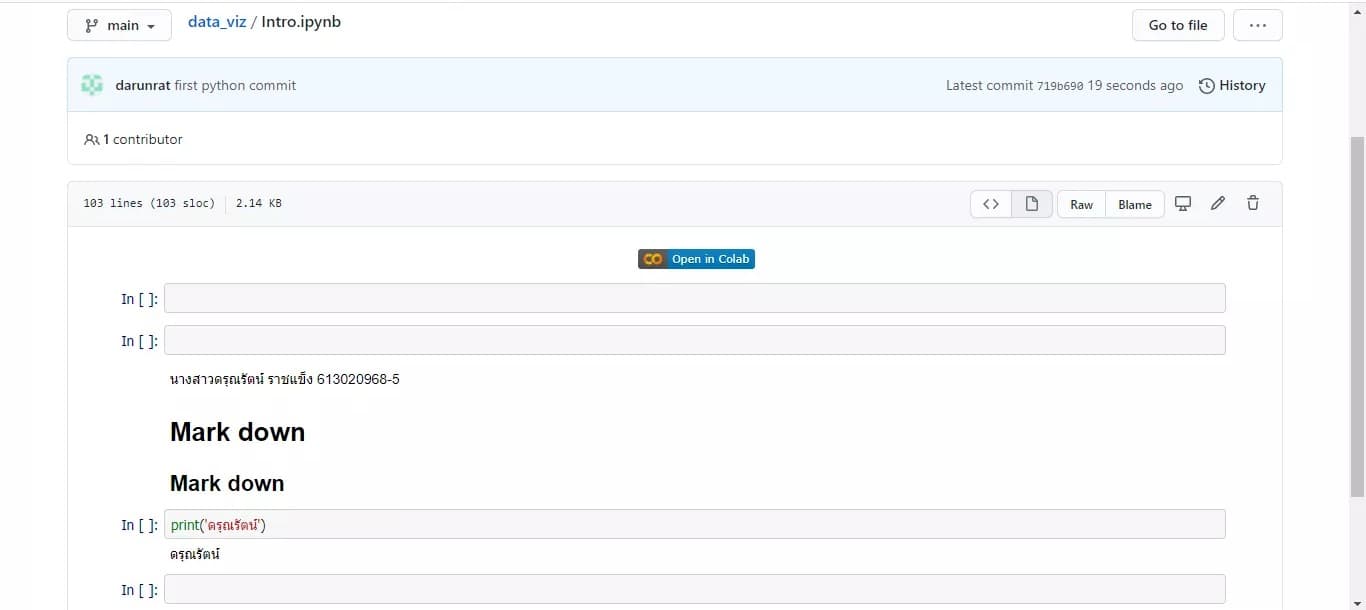 main
data_viz / Intro.ipynb
Go to file
...
darunrat first python commit
Latest commit 719b690 19 seconds ago
History
1 contributor
103 lines (103 sloc) 2.14 KB
<>
Raw
Blame
CO Open in Colab
In [ ]:
In [ ]:
นางสาวดรุณรัตน์ ราชแข็ง 613020968-5
Mark down
Mark down
In [ ]: print('ดรุณรัตน์')
ดรุณรัตน์
In [ ]: